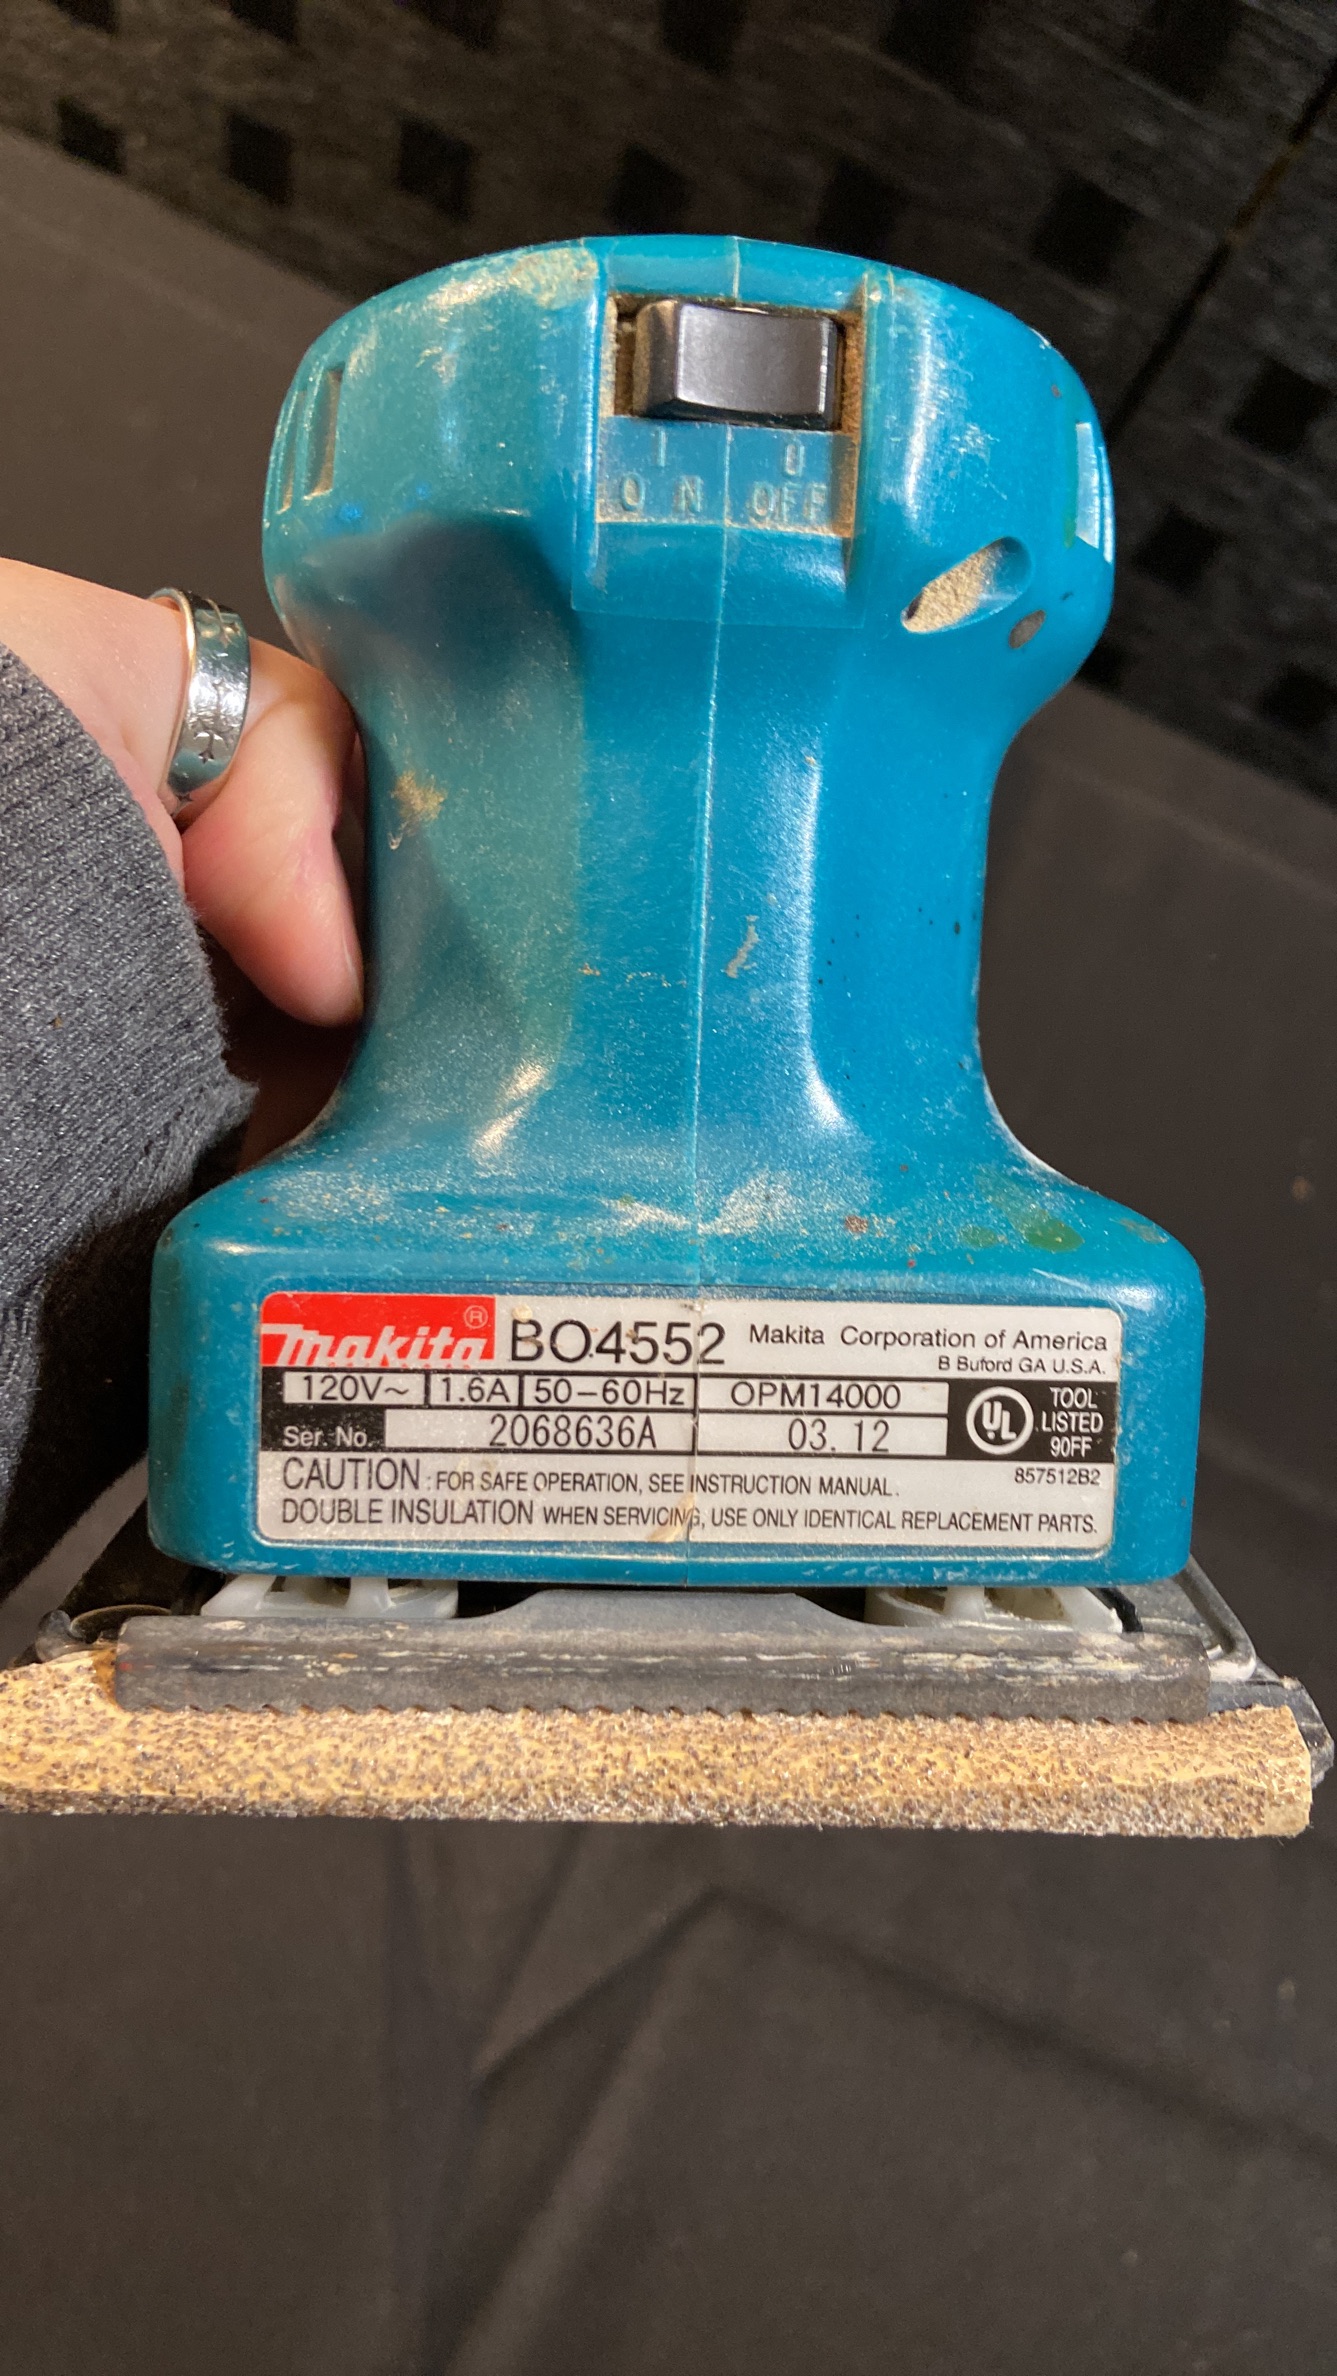 I O
ON OFF
makita® BO4552 Makita Corporation of America
B Buford GA U.S.A.
120V~ 1.6A 50-60Hz OPM14000
Ser. No. 2068636A 03. 12
UL TOOL LISTED 90FF
CAUTION : FOR SAFE OPERATION, SEE INSTRUCTION MANUAL. 857512B2
DOUBLE INSULATION WHEN SERVICING, USE ONLY IDENTICAL REPLACEMENT PARTS.